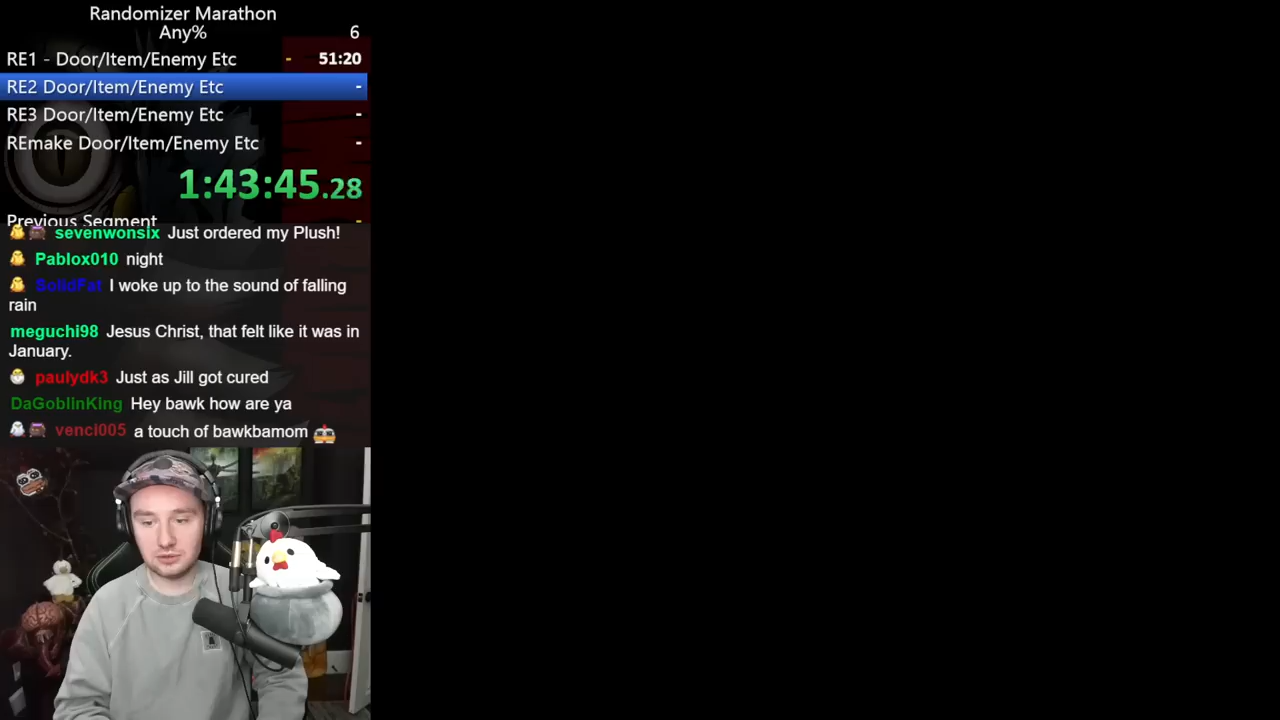 Randomizer Marathon
Any% 6
RE1 - Door/Item/Enemy Etc - 51:20
RE2 Door/Item/Enemy Etc -
RE3 Door/Item/Enemy Etc -
REmake Door/Item/Enemy Etc -
1:43:45.28
Previous Segment -
sevenwonsix Just ordered my Plush!
Pablox010 night
SolidFat I woke up to the sound of falling
rain
meguchi98 Jesus Christ, that felt like it was in
January.
paulydk3 Just as Jill got cured
DaGoblinKing Hey bawk how are ya
venci005 a touch of bawkbamom